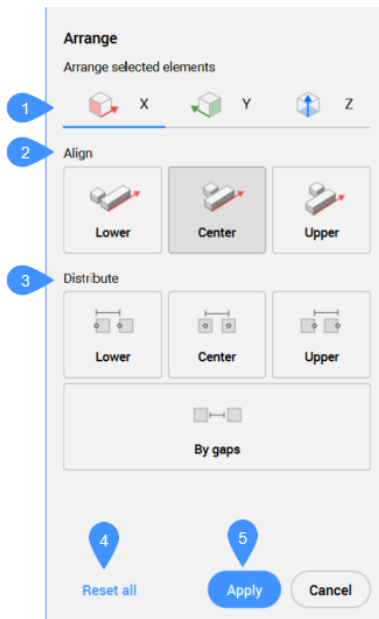 Arrange
Arrange selected elements
1 X Y Z
2 Align
Lower Center Upper
3 Distribute
Lower Center Upper
By gaps
4 5
Reset all Apply Cancel